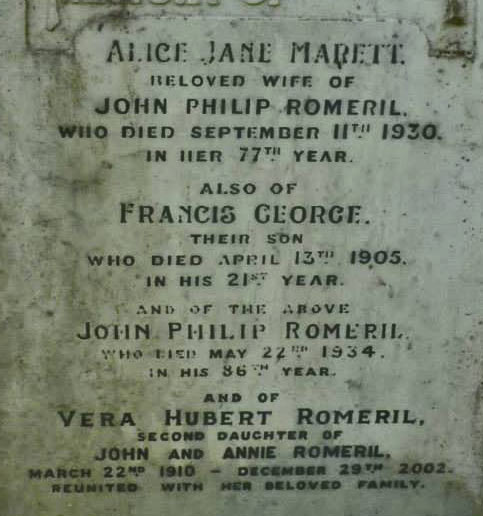 ALICE JANE MARETT.
BELOVED WIFE OF
JOHN PHILIP ROMERIL.
WHO DIED SEPTEMBER 11TH 1930.
IN HER 77TH YEAR.
ALSO OF
FRANCIS GEORGE.
THEIR SON
WHO DIED APRIL 13TH 1905.
IN HIS 21ST YEAR.
AND OF THE ABOVE
JOHN PHILIP ROMERIL.
WHO DIED MAY 22ND 1934.
IN HIS 86TH YEAR.
AND OF
VERA HUBERT ROMERIL,
SECOND DAUGHTER OF
JOHN AND ANNIE ROMERIL,
MARCH 22ND 1910 - DECEMBER 29TH 2002.
REUNITED WITH HER BELOVED FAMILY.